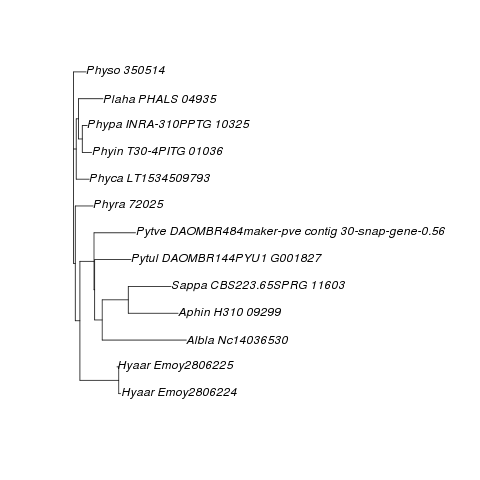 Physo 350514
Plaha PHALS 04935
Phypa INRA-310PPTG 10325
Phyin T30-4PITG 01036
Phyca LT1534509793
Phyra 72025
Pytve DAOMBR484maker-pve contig 30-snap-gene-0.56
Pytul DAOMBR144PYU1 G001827
Sappa CBS223.65SPRG 11603
Aphin H310 09299
Albla Nc14036530
Hyaar Emoy2806225
Hyaar Emoy2806224